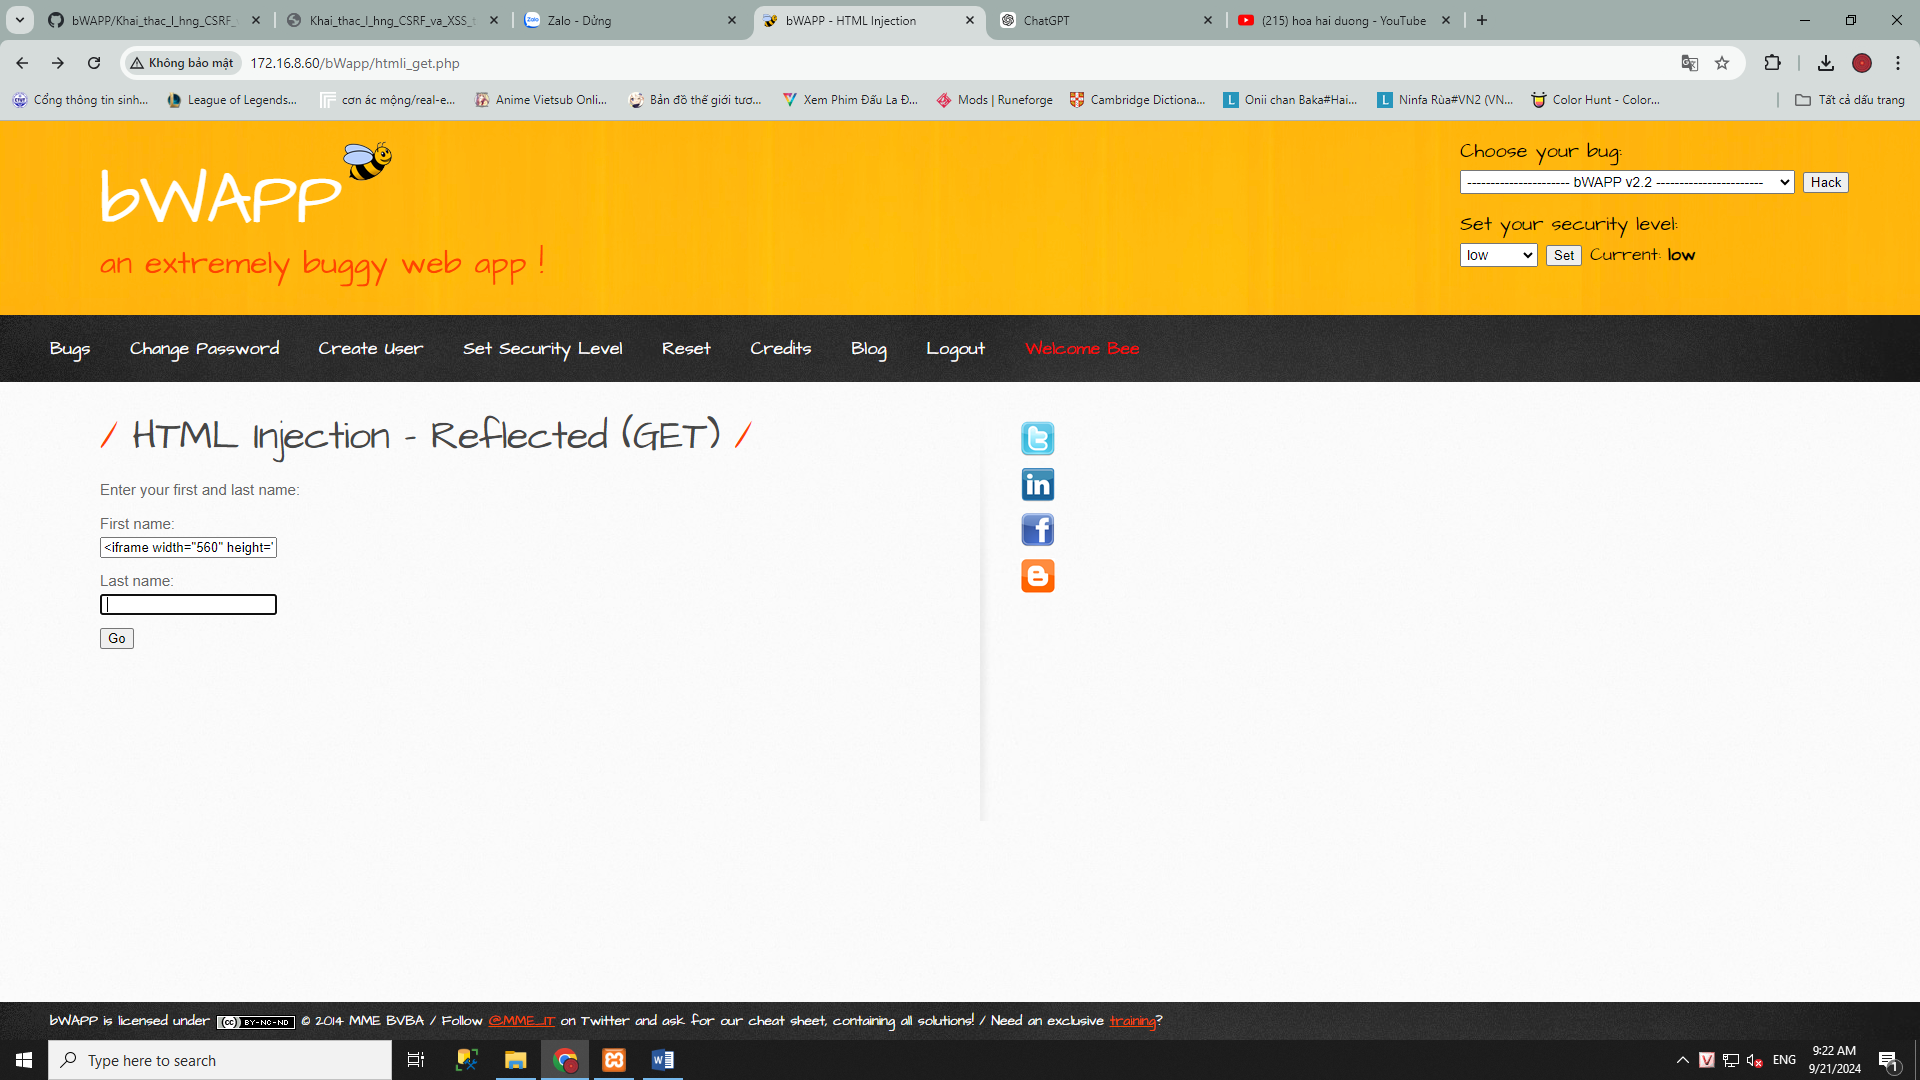 bWAPP/Khai_thac_l_hng_CSRF_
Khai_thac_l_hng_CSRF_va_XSS_t
Zalo - Dửng
bWAPP - HTML Injection
ChatGPT
(215) hoa hai duong - YouTube
Không bảo mật
172.16.8.60/bWapp/htmli_get.php
Cổng thông tin sinh...
League of Legends...
cơn ác mộng/real-e...
Anime Vietsub Onli...
Bản đồ thế giới tươ...
Xem Phim Đấu La Đ...
Mods | Runeforge
Cambridge Dictiona...
Onii chan Baka#Hai...
Ninfa Rùa#VN2 (VN...
Color Hunt - Color...
Tất cả dấu trang
bWAPP
an extremely buggy web app !
Choose your bug:
---------------------- bWAPP v2.2 -----------------------
Hack
Set your security level:
low
Set
Current: low
Bugs
Change Password
Create User
Set Security Level
Reset
Credits
Blog
Logout
Welcome Bee
/ HTML Injection - Reflected (GET) /
Enter your first and last name:
First name:
<iframe width="560" height="
Last name:
Go
bWAPP is licensed under (cc) BY-NC-ND © 2014 MME BVBA / Follow @MME_IT on Twitter and ask for our cheat sheet, containing all solutions! / Need an exclusive training?
Type here to search
ENG
9:22 AM
9/21/2024
1